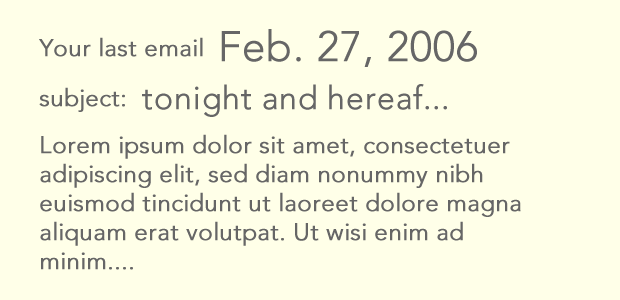 Your last email Feb. 27, 2006
subject: tonight and hereaf...
Lorem ipsum dolor sit amet, consectetuer
adipiscing elit, sed diam nonummy nibh
euismod tincidunt ut laoreet dolore magna
aliquam erat volutpat. Ut wisi enim ad
minim....